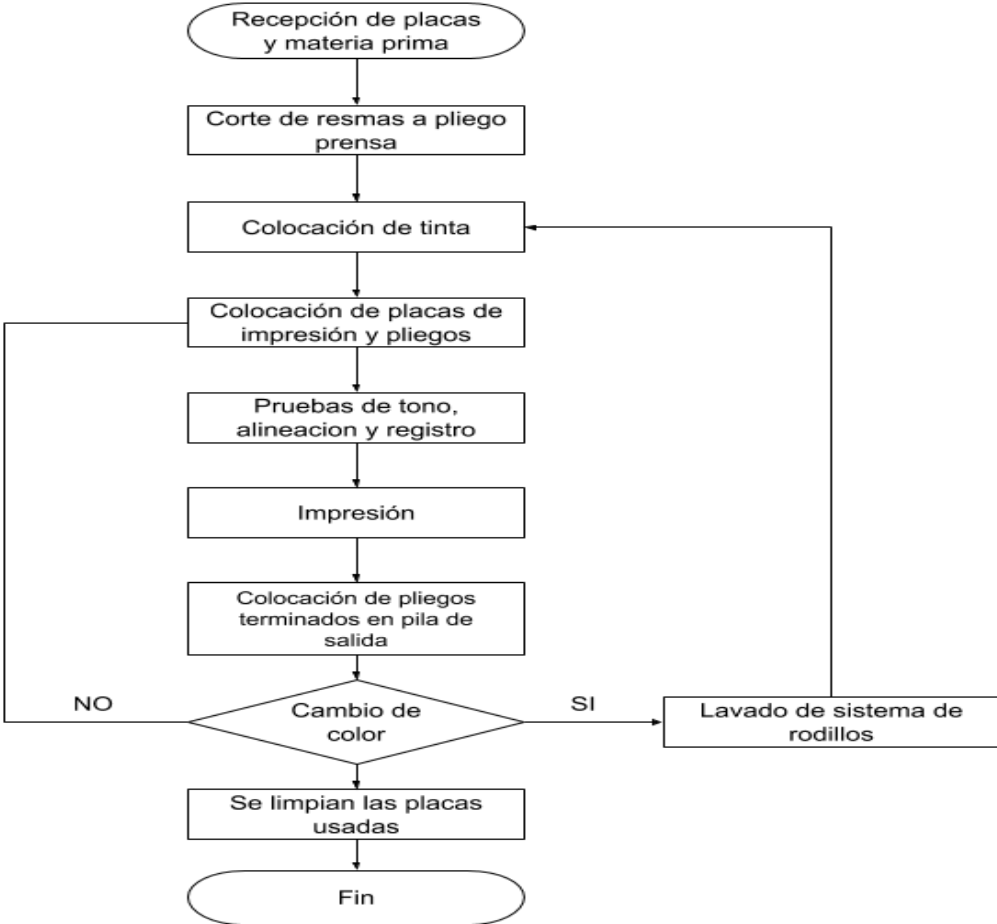 Recepción de placas
y materia prima
Corte de resmas a pliego
prensa
Colocación de tinta
Colocación de placas de
impresión y pliegos
Pruebas de tono,
alineacion y registro
Impresión
Colocación de pliegos
terminados en pila de
salida
NO
Cambio de
color
SI
Lavado de sistema de
rodillos
Se limpian las placas
usadas
Fin